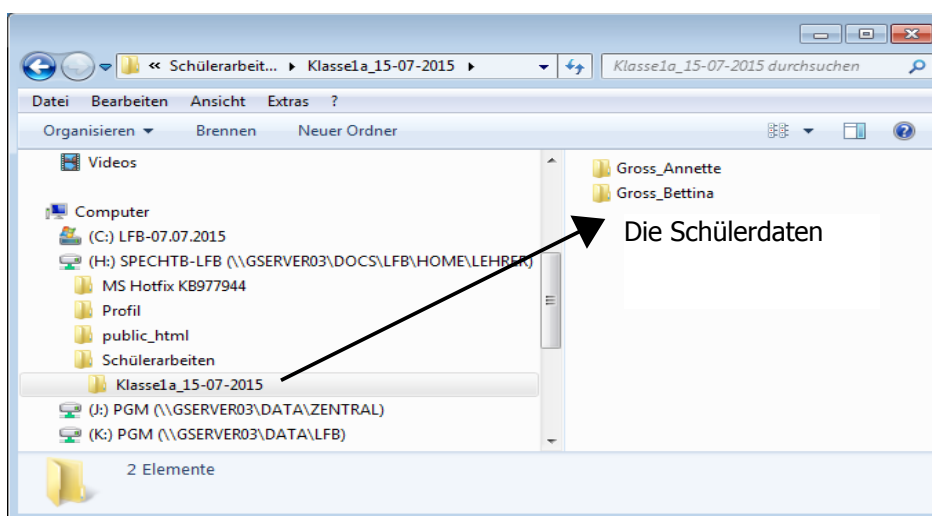 « Schülerarbeit... ▸ Klasse1a_15-07-2015 ▸ Klasse1a_15-07-2015 durchsuchen
Datei Bearbeiten Ansicht Extras ?
Organisieren Brennen Neuer Ordner
Videos
Computer
(C:) LFB-07.07.2015
(H:) SPECHTB-LFB (\\GSERVER03\DOCS\LFB\HOME\LEHRER)
MS Hotfix KB977944
Profil
public_html
Schülerarbeiten
Klasse1a_15-07-2015
(J:) PGM (\\GSERVER03\DATA\ZENTRAL)
(K:) PGM (\\GSERVER03\DATA\LFB)
Gross_Annette
Gross_Bettina
Die Schülerdaten
2 Elemente